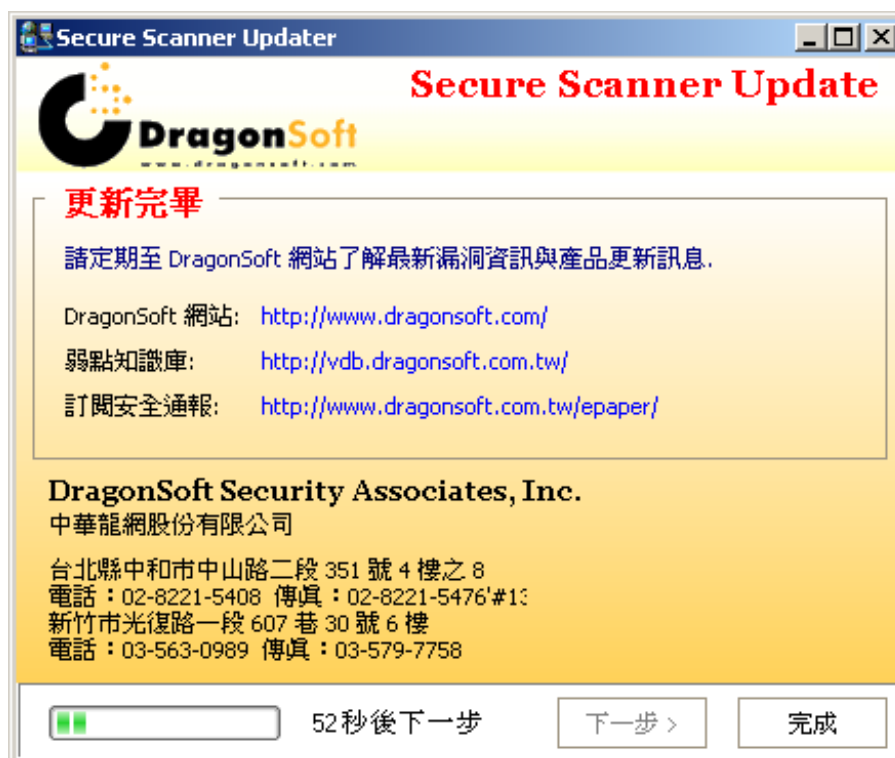 Secure Scanner Updater
Secure Scanner Update
DragonSoft
www.dragonsoft.com
更新完畢
請定期至 DragonSoft 網站了解最新漏洞資訊與產品更新訊息.
DragonSoft 網站: http://www.dragonsoft.com/
弱點知識庫: http://vdb.dragonsoft.com.tw/
訂閱安全通報: http://www.dragonsoft.com.tw/epaper/
DragonSoft Security Associates, Inc.
中華龍網股份有限公司
台北縣中和市中山路二段 351 號 4 樓之 8
電話：02-8221-5408 傳真：02-8221-5476'#13
新竹市光復路一段 607 巷 30 號 6 樓
電話：03-563-0989 傳真：03-579-7758
52秒後下一步 下一步 > 完成